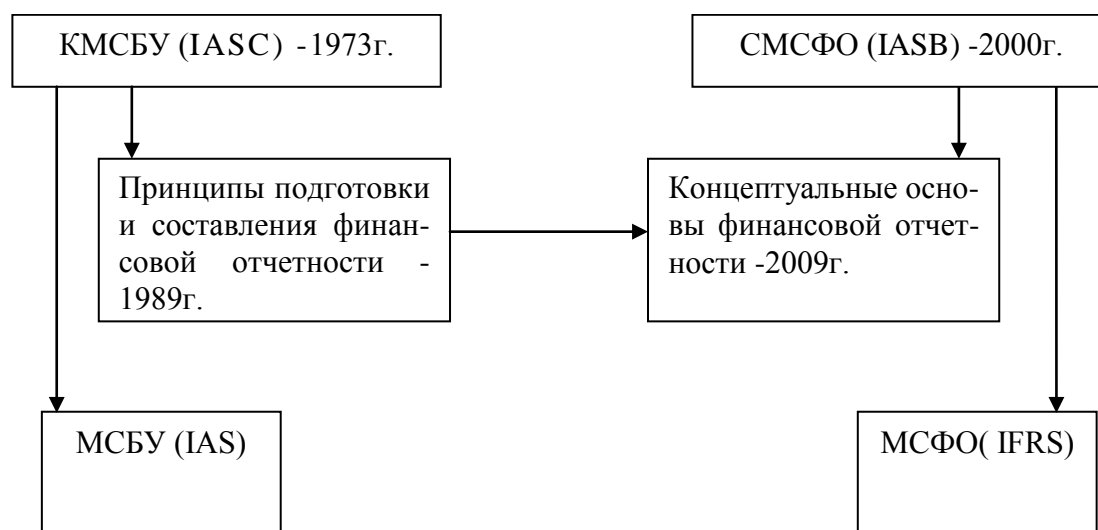 КМСБУ (IASC) -1973г.
СМСФО (IASB) -2000г.
Принципы подготовки
и составления финан-
совой отчетности -
1989г.
Концептуальные осно-
вы финансовой отчет-
ности -2009г.
МСБУ (IAS)
МСФО( IFRS)